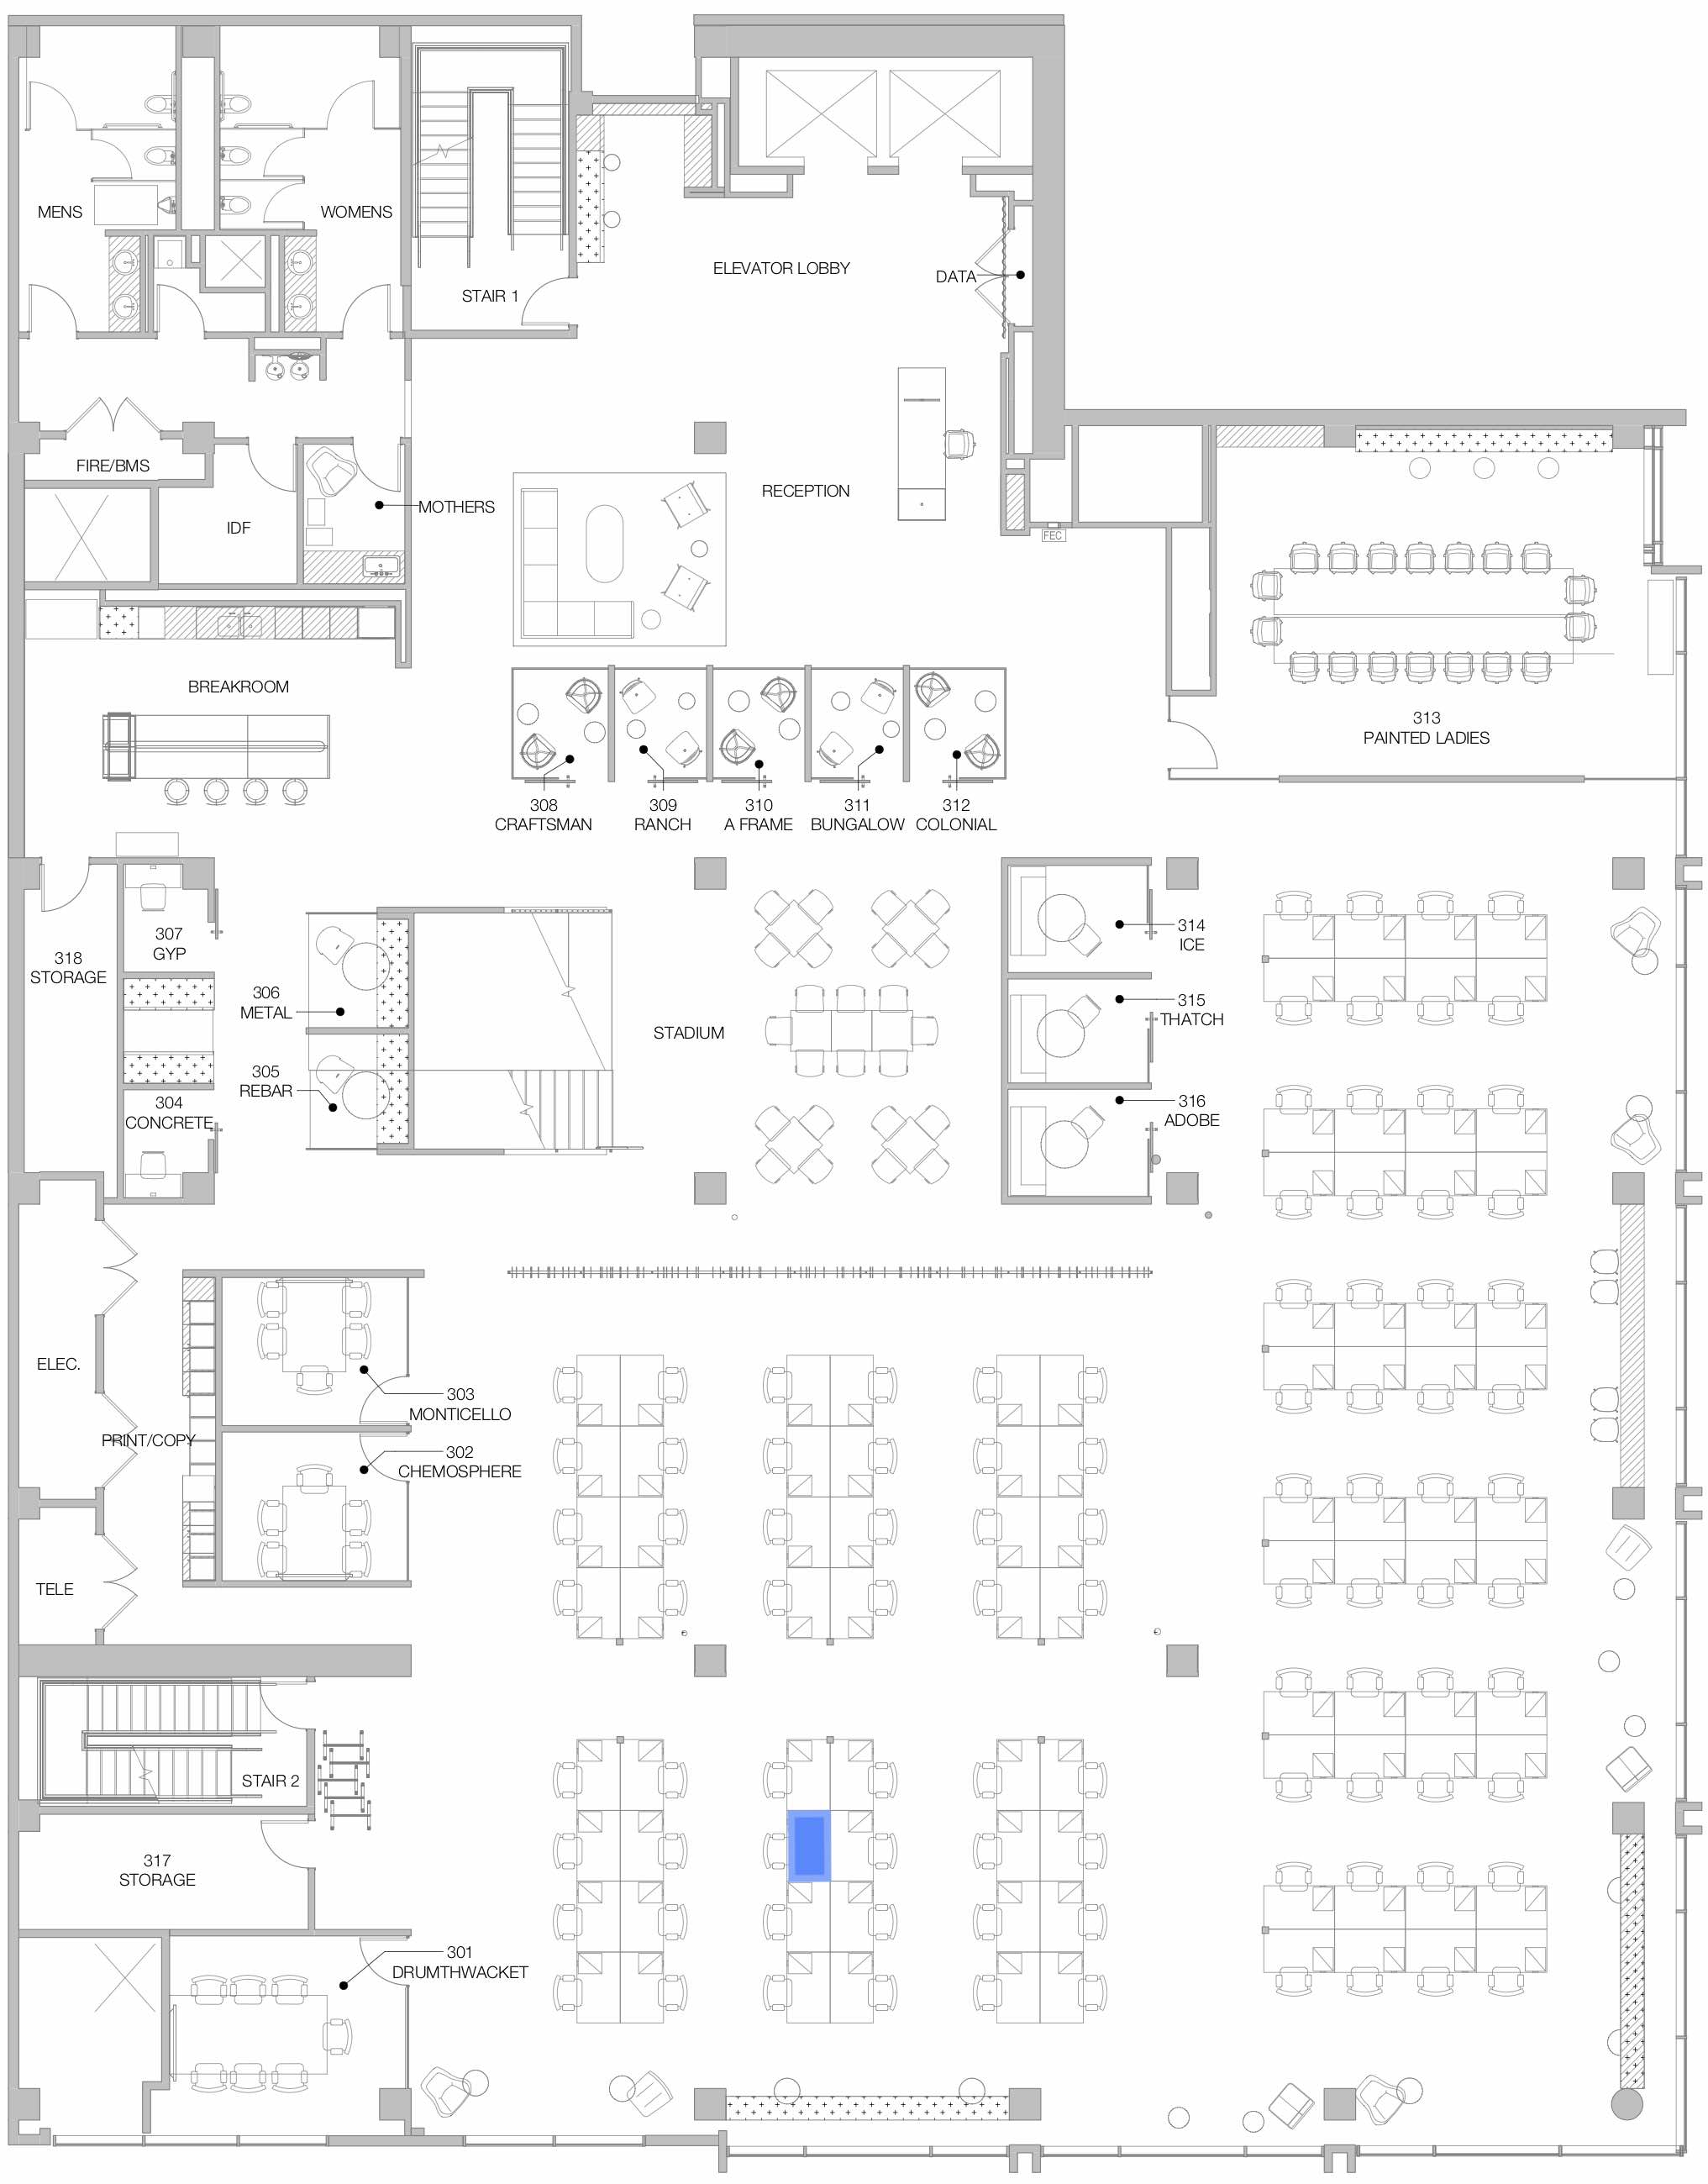 MENS
WOMENS
STAIR 1
ELEVATOR LOBBY
DATA
FIRE/BMS
IDF
MOTHERS
RECEPTION
FEC
BREAKROOM
313
PAINTED LADIES
308
CRAFTSMAN
309
RANCH
310
A FRAME
311
BUNGALOW
312
COLONIAL
318
STORAGE
307
GYP
306
METAL
305
REBAR
304
CONCRETE
STADIUM
314
ICE
315
THATCH
316
ADOBE
ELEC.
PRINT/COPY
303
MONTICELLO
302
CHEMOSPHERE
TELE
STAIR 2
317
STORAGE
301
DRUMTHWACKET